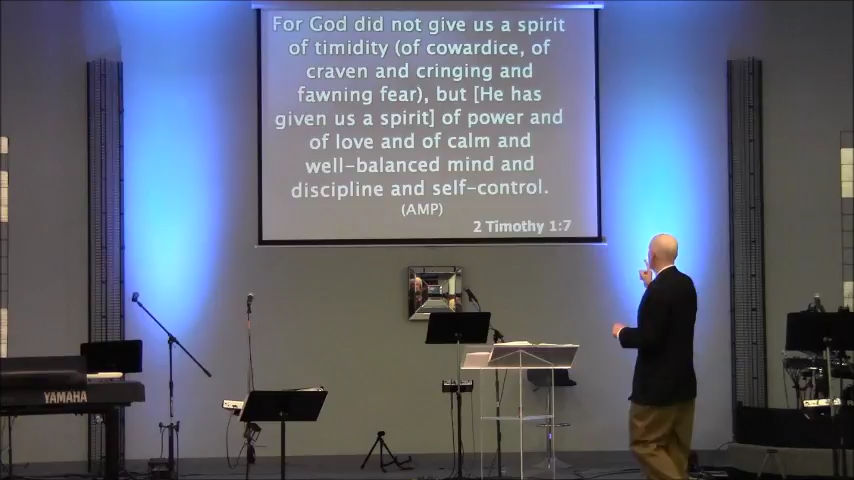 For God did not give us a spirit
of timidity (of cowardice, of
craven and cringing and
fawning fear), but [He has
given us a spirit] of power and
of love and of calm and
well-balanced mind and
discipline and self-control.
(AMP)
2 Timothy 1:7
YAMAHA